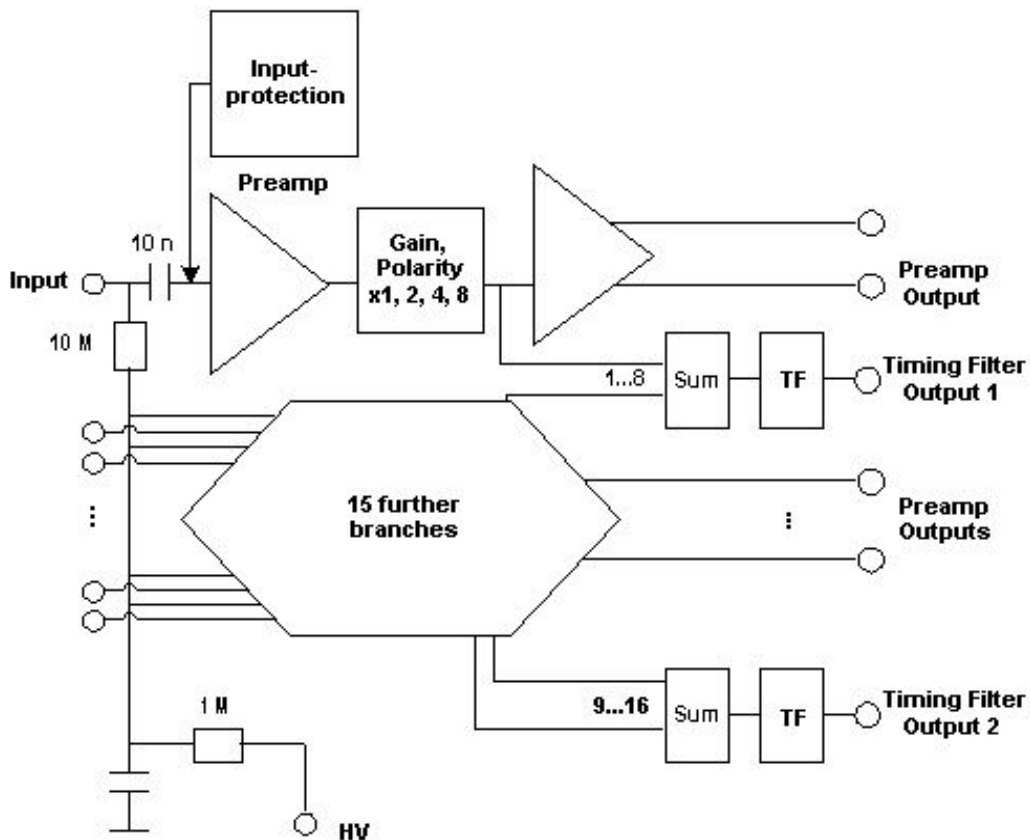 Input-
protection
Preamp
10 n
Gain,
Polarity
x1, 2, 4, 8
Input
Preamp
Output
10 M
1...8
Sum
TF
Timing Filter
Output 1
15 further
branches
Preamp
Outputs
1 M
9...16
Sum
TF
Timing Filter
Output 2
HV